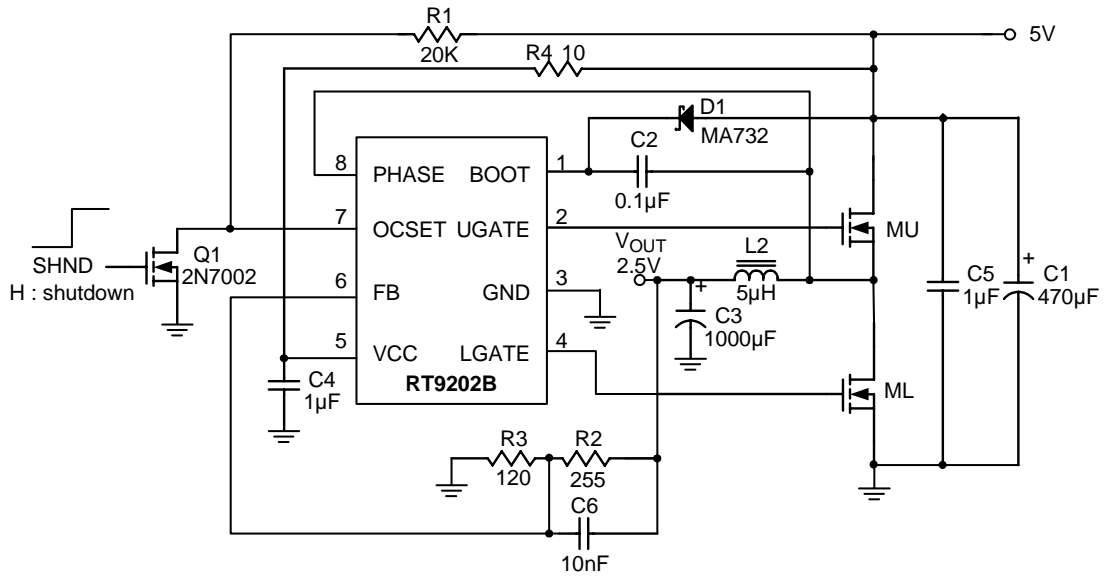 R1
20K
5V
R4 10
D1
MA732
C2
0.1µF
8 PHASE BOOT 1
7 OCSET UGATE 2
6 FB GND 3
5 VCC LGATE 4
RT9202B
SHND
H : shutdown
Q1
2N7002
MU
VOUT
2.5V
L2
5µH
C3
1000µF
C5
1µF
C1
470µF
C4
1µF
ML
R3
120
R2
255
C6
10nF
+
+